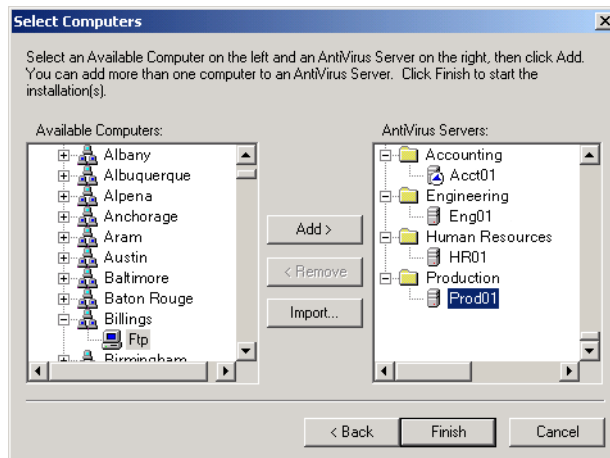 Select Computers
Select an Available Computer on the left and an AntiVirus Server on the right, then click Add.
You can add more than one computer to an AntiVirus Server. Click Finish to start the
installation(s).
Available Computers:
Albany
Albuquerque
Alpena
Anchorage
Aram
Austin
Baltimore
Baton Rouge
Billings
Ftp
Birmingham
Add >
< Remove
Import...
AntiVirus Servers:
Accounting
Acct01
Engineering
Eng01
Human Resources
HR01
Production
Prod01
< Back
Finish
Cancel